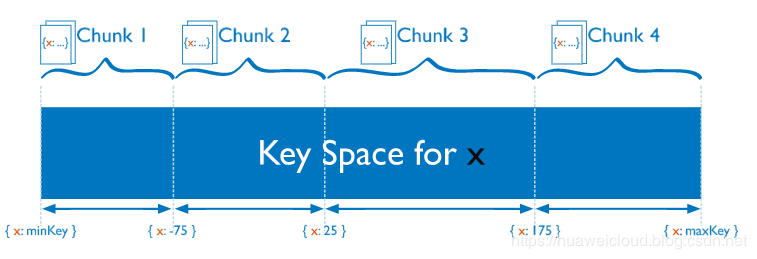 {x: ...} Chunk 1 {x: ...} Chunk 2 {x: ...} Chunk 3 {x: ...} Chunk 4
Key Space for x
{ x: minKey } { x: -75 } { x: 25 } { x: 175 } { x: maxKey }
https://huaweicloud.blog.csdn.net